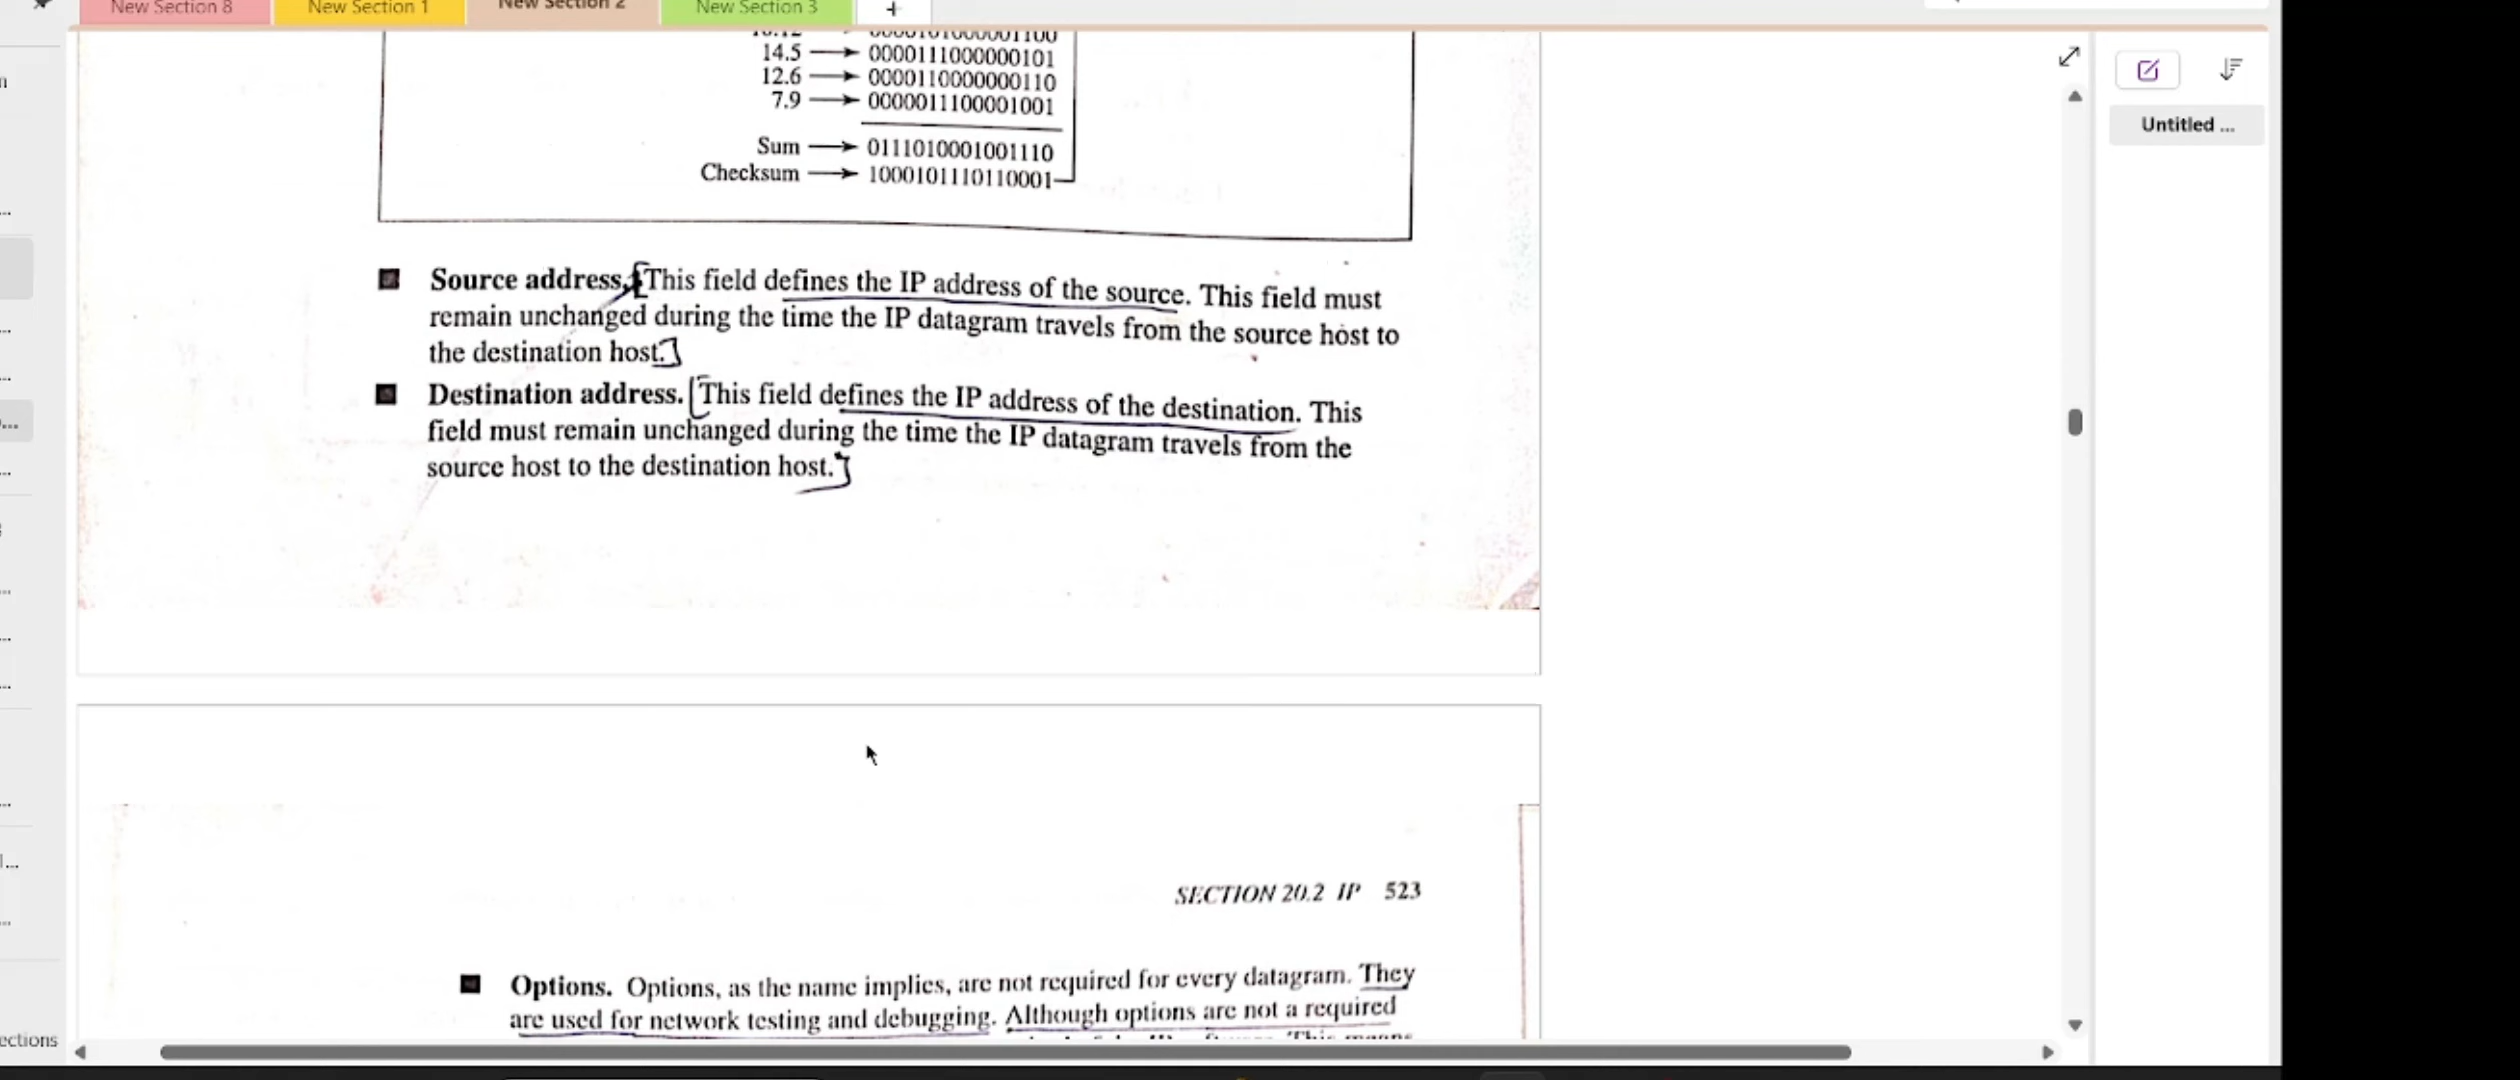 New Section 8
New Section 1
New Section 2
New Section 3
+
10.12 0000101000001100
14.5 → 0000111000000101
12.6 → 0000110000000110
7.9 → 0000011100001001
Sum → 0111010001001110
Checksum → 1000101110110001
Untitled ...
■ Source address. This field defines the IP address of the source. This field must
remain unchanged during the time the IP datagram travels from the source host to
the destination host.
■ Destination address. This field defines the IP address of the destination. This
field must remain unchanged during the time the IP datagram travels from the
source host to the destination host.
SECTION 20.2 IP 523
■ Options. Options, as the name implies, are not required for every datagram. They
are used for network testing and debugging. Although options are not a required
This means
ections